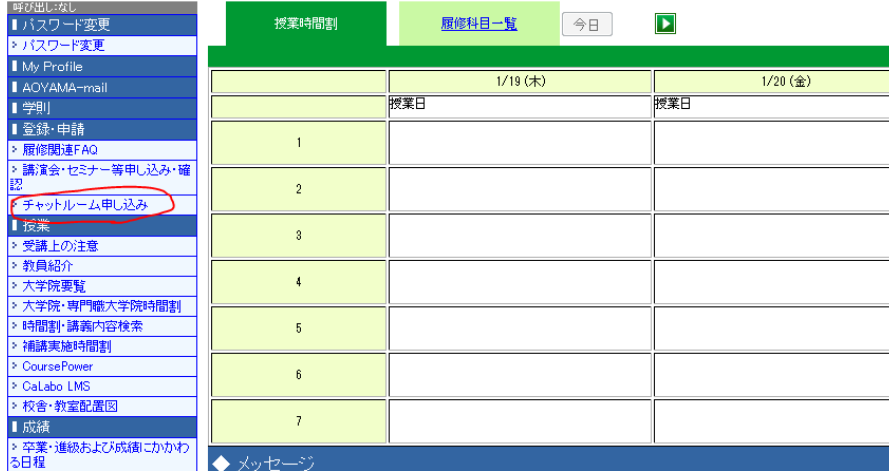 呼び出し:なし
パスワード変更
パスワード変更
My Profile
AOYAMA-mail
学則
登録・申請
履修関連FAQ
講演会・セミナー等申し込み・確
認
チャットルーム申し込み
授業
受講上の注意
教員紹介
大学院要覧
大学院・専門職大学院時間割
時間割・講義内容検索
補講実施時間割
CoursePower
CaLabo LMS
校舎・教室配置図
成績
卒業・進級および成績にかかわ
る日程
授業時間割 履修科目一覧 今日
1/19 (木) 1/20 (金)
授業日 授業日
1
2
3
4
5
6
7
メッセージ